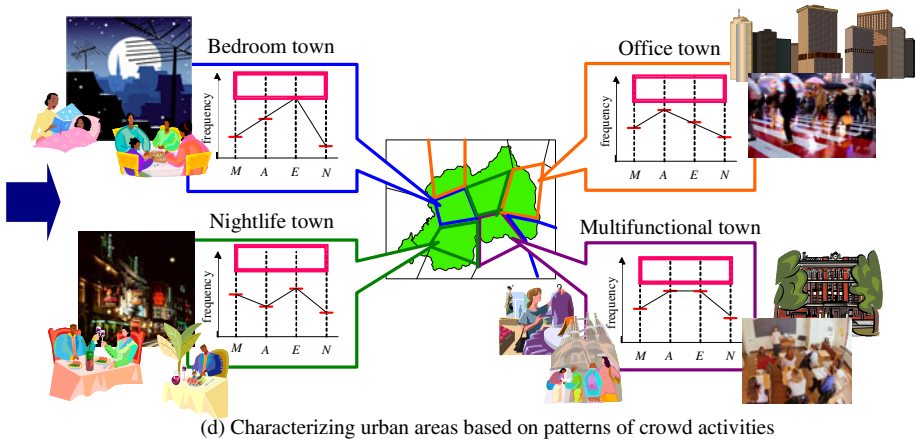 Bedroom town
frequency
M A E N
Office town
frequency
M A E N
Nightlife town
frequency
M A E N
Multifunctional town
frequency
M A E N
(d) Characterizing urban areas based on patterns of crowd activities